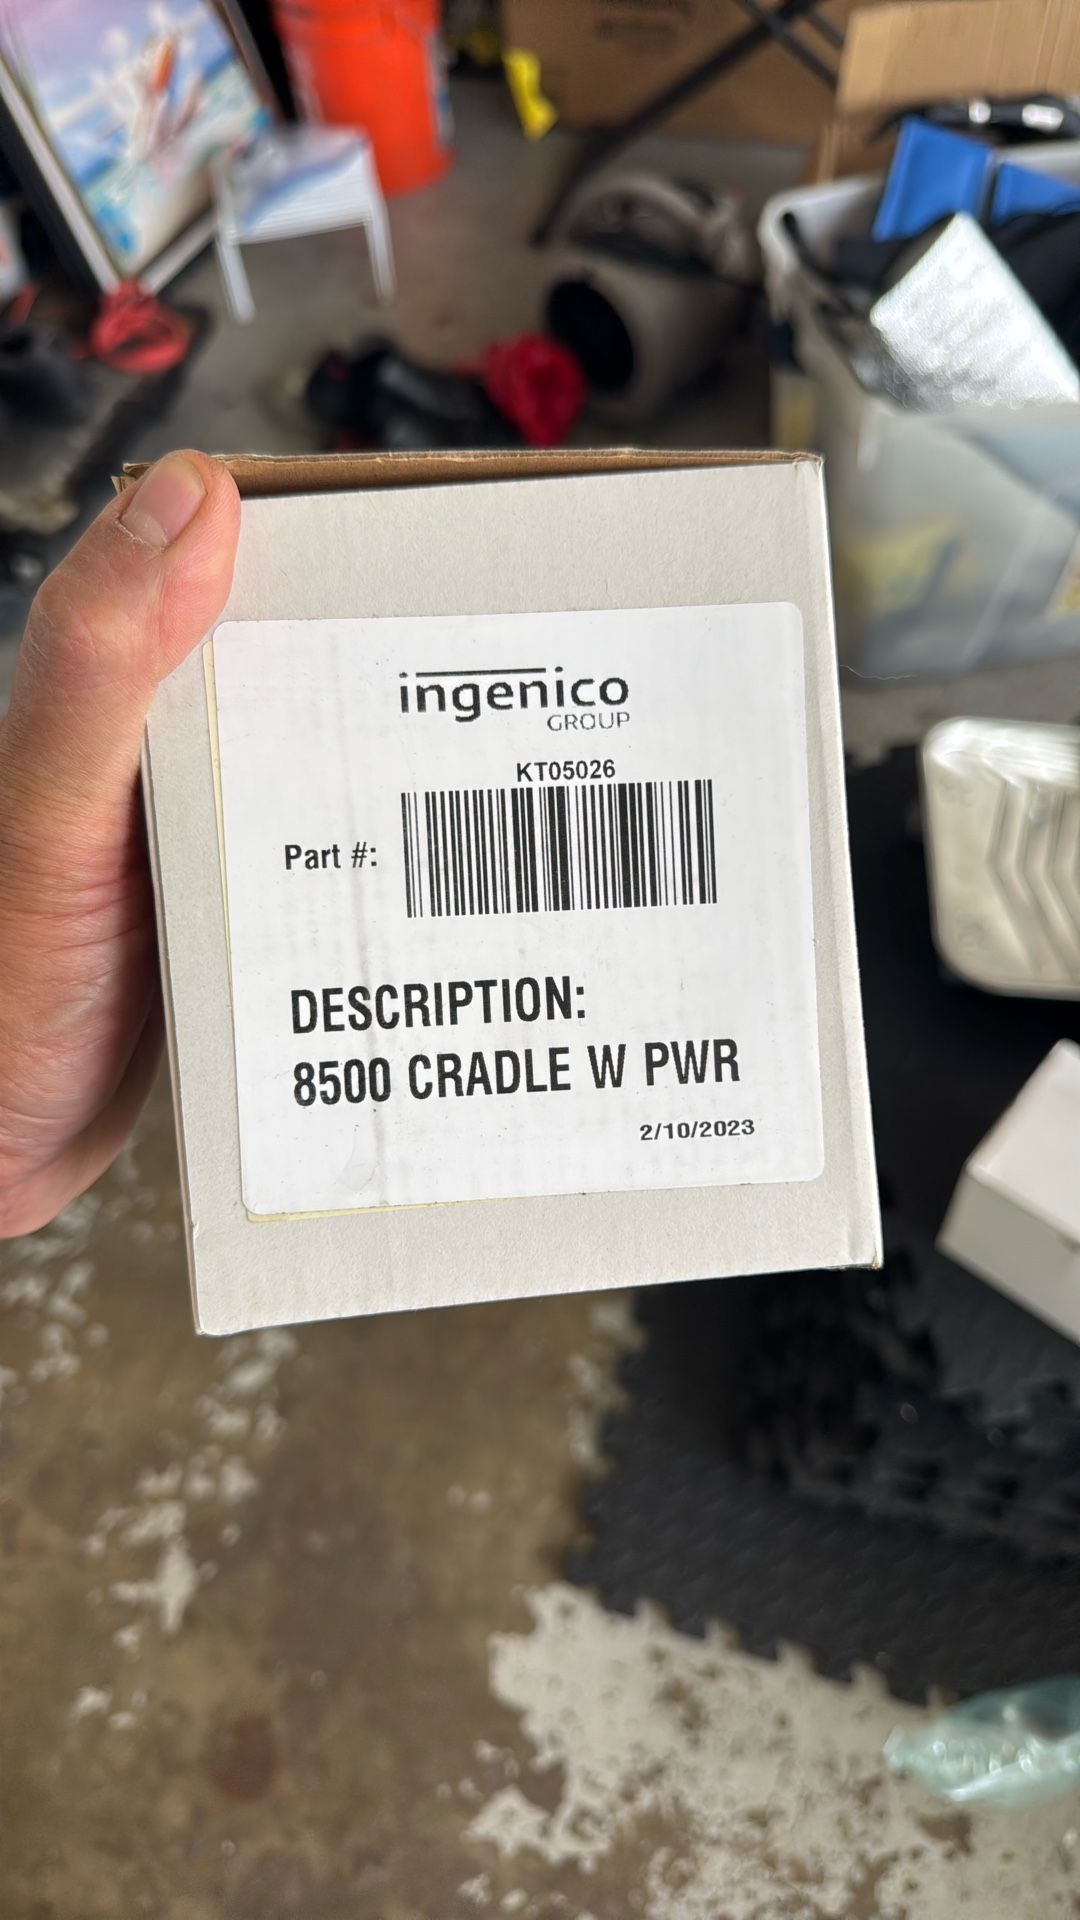 ingenico
GROUP
KT05026
Part #:
DESCRIPTION:
8500 CRADLE W PWR
2/10/2023